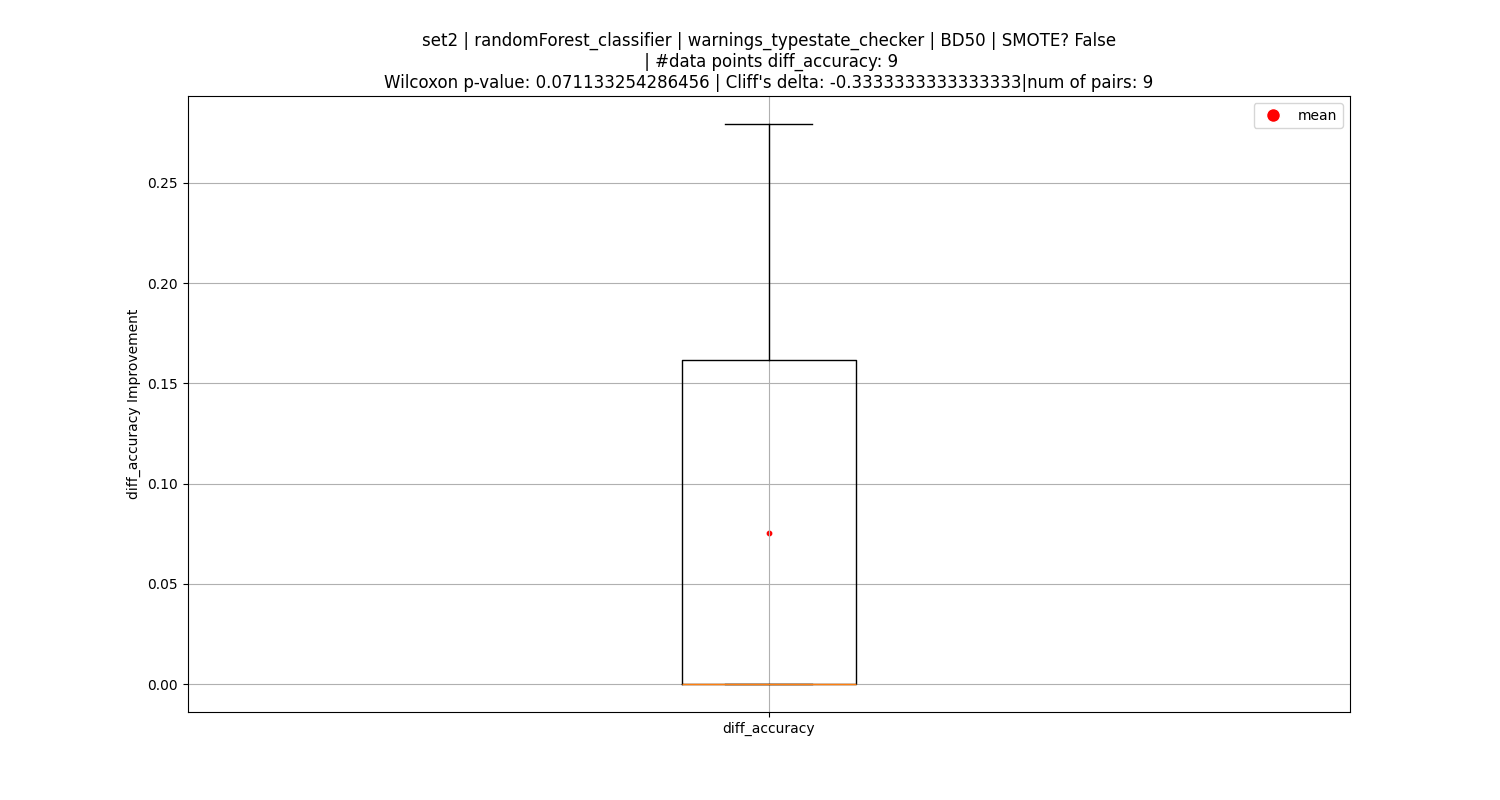 set2 | randomForest_classifier | warnings_typestate_checker | BD50 | SMOTE? False
| #data points diff_accuracy: 9
Wilcoxon p-value: 0.071133254286456 | Cliff's delta: -0.3333333333333333|num of pairs: 9
mean
0.25
0.20
0.15
0.10
0.05
0.00
diff_accuracy Improvement
diff_accuracy